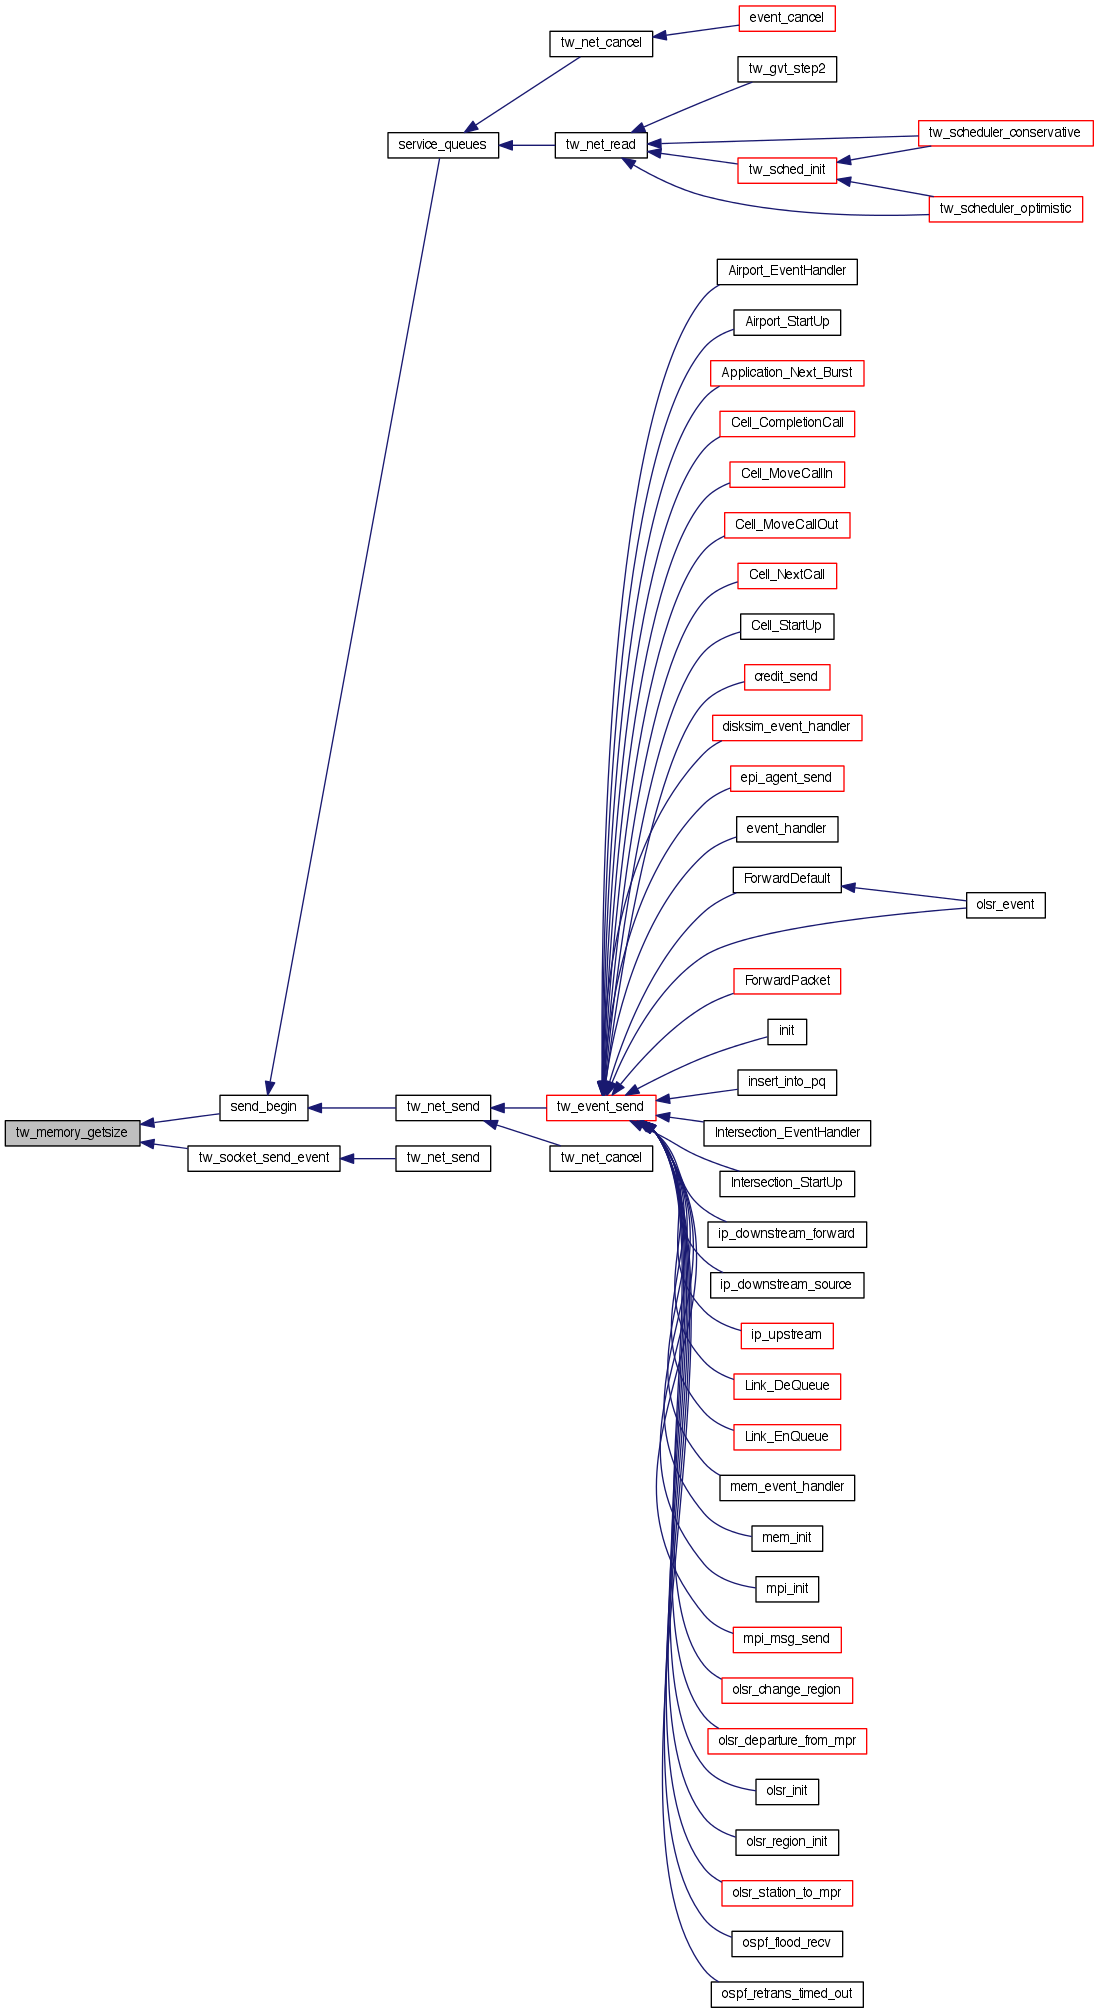 event_cancel
tw_net_cancel
tw_gvt_step2
tw_scheduler_conservative
service_queues
tw_net_read
tw_sched_init
tw_scheduler_optimistic
Airport_EventHandler
Airport_StartUp
Application_Next_Burst
Cell_CompletionCall
Cell_MoveCallIn
Cell_MoveCallOut
Cell_NextCall
Cell_StartUp
credit_send
disksim_event_handler
epi_agent_send
event_handler
ForwardDefault
olsr_event
ForwardPacket
init
insert_into_pq
send_begin
tw_net_send
tw_event_send
tw_memory_getsize
Intersection_EventHandler
tw_socket_send_event
tw_net_send
tw_net_cancel
Intersection_StartUp
ip_downstream_forward
ip_downstream_source
ip_upstream
Link_DeQueue
Link_EnQueue
mem_event_handler
mem_init
mpi_init
mpi_msg_send
olsr_change_region
olsr_departure_from_mpr
olsr_init
olsr_region_init
olsr_station_to_mpr
ospf_flood_recv
ospf_retrans_timed_out